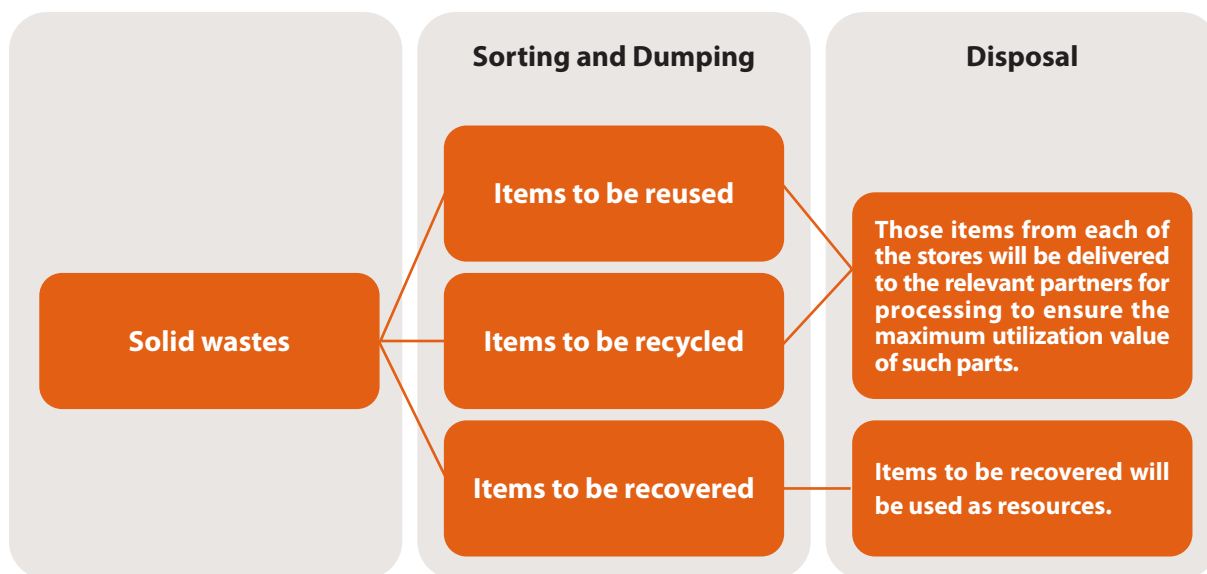 Sorting and Dumping
Disposal
Solid wastes
Items to be reused
Items to be recycled
Items to be recovered
Those items from each of
the stores will be delivered
to the relevant partners for
processing to ensure the
maximum utilization value
of such parts.
Items to be recovered will
be used as resources.